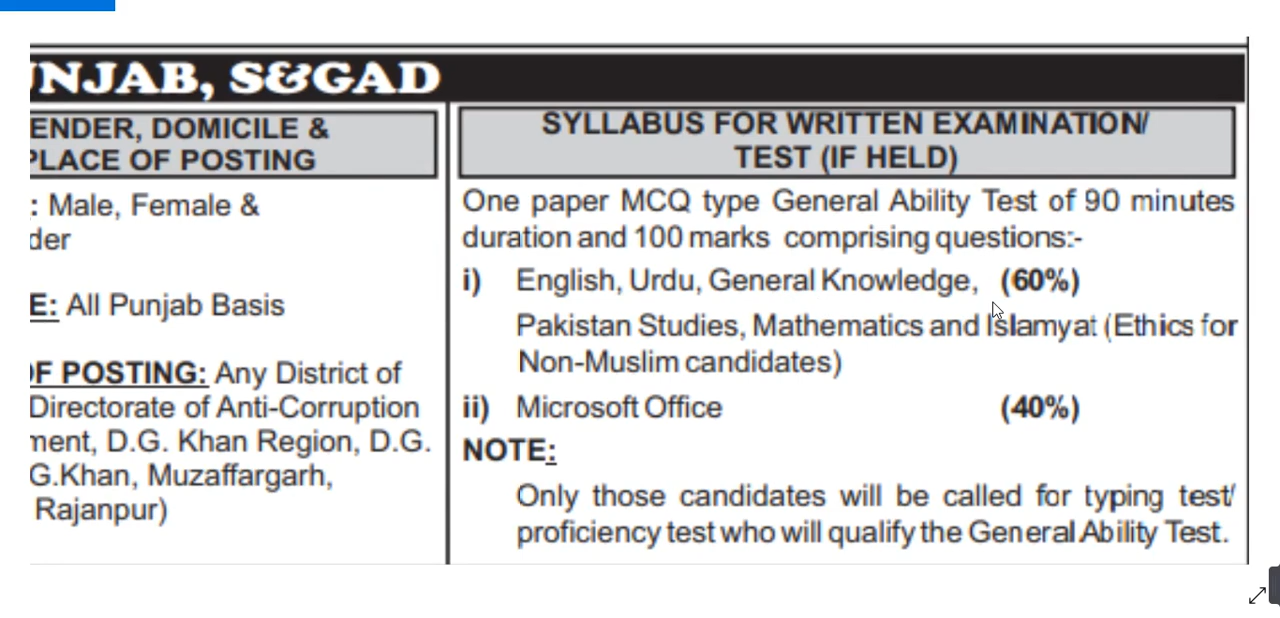 NJAB, S&GAD
ENDER, DOMICILE &
PLACE OF POSTING
: Male, Female &
der
E: All Punjab Basis
OF POSTING: Any District of
Directorate of Anti-Corruption
ment, D.G. Khan Region, D.G.
G.Khan, Muzaffargarh,
Rajanpur)
SYLLABUS FOR WRITTEN EXAMINATION/
TEST (IF HELD)
One paper MCQ type General Ability Test of 90 minutes
duration and 100 marks comprising questions:-
i) English, Urdu, General Knowledge, (60%)
Pakistan Studies, Mathematics and Islamyat (Ethics for
Non-Muslim candidates)
ii) Microsoft Office (40%)
NOTE:
Only those candidates will be called for typing test/
proficiency test who will qualify the General Ability Test.